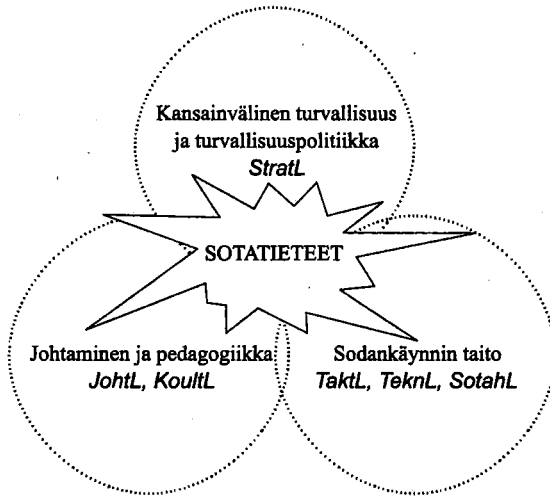 Kansainvälinen turvallisuus
ja turvallisuuspolitiikka
StratL
SOTATIETEET
Johtaminen ja pedagogiikka
JohtL, KoultL
Sodankäynnin taito
TaktL, TeknL, SotahL